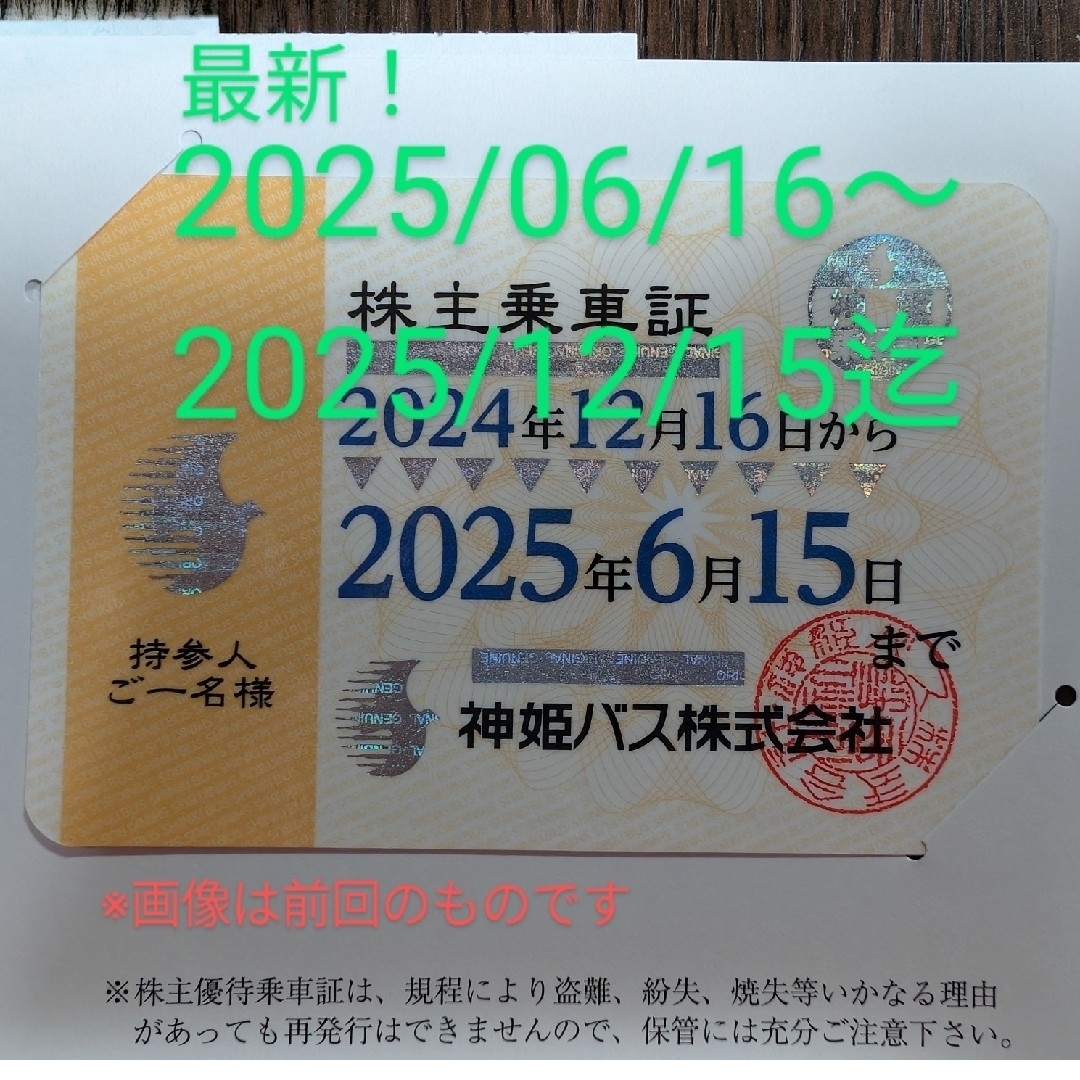 最新！
2025/06/16〜
株主乗車証
2025/12/15迄
2024年12月16日から
2025年6月15日
まで
持参人
ご一名様
神姫バス株式会社
※画像は前回のものです
※株主優待乗車証は、規程により盗難、紛失、焼失等いかなる理由
があっても再発行はできませんので、保管には充分ご注意下さい。